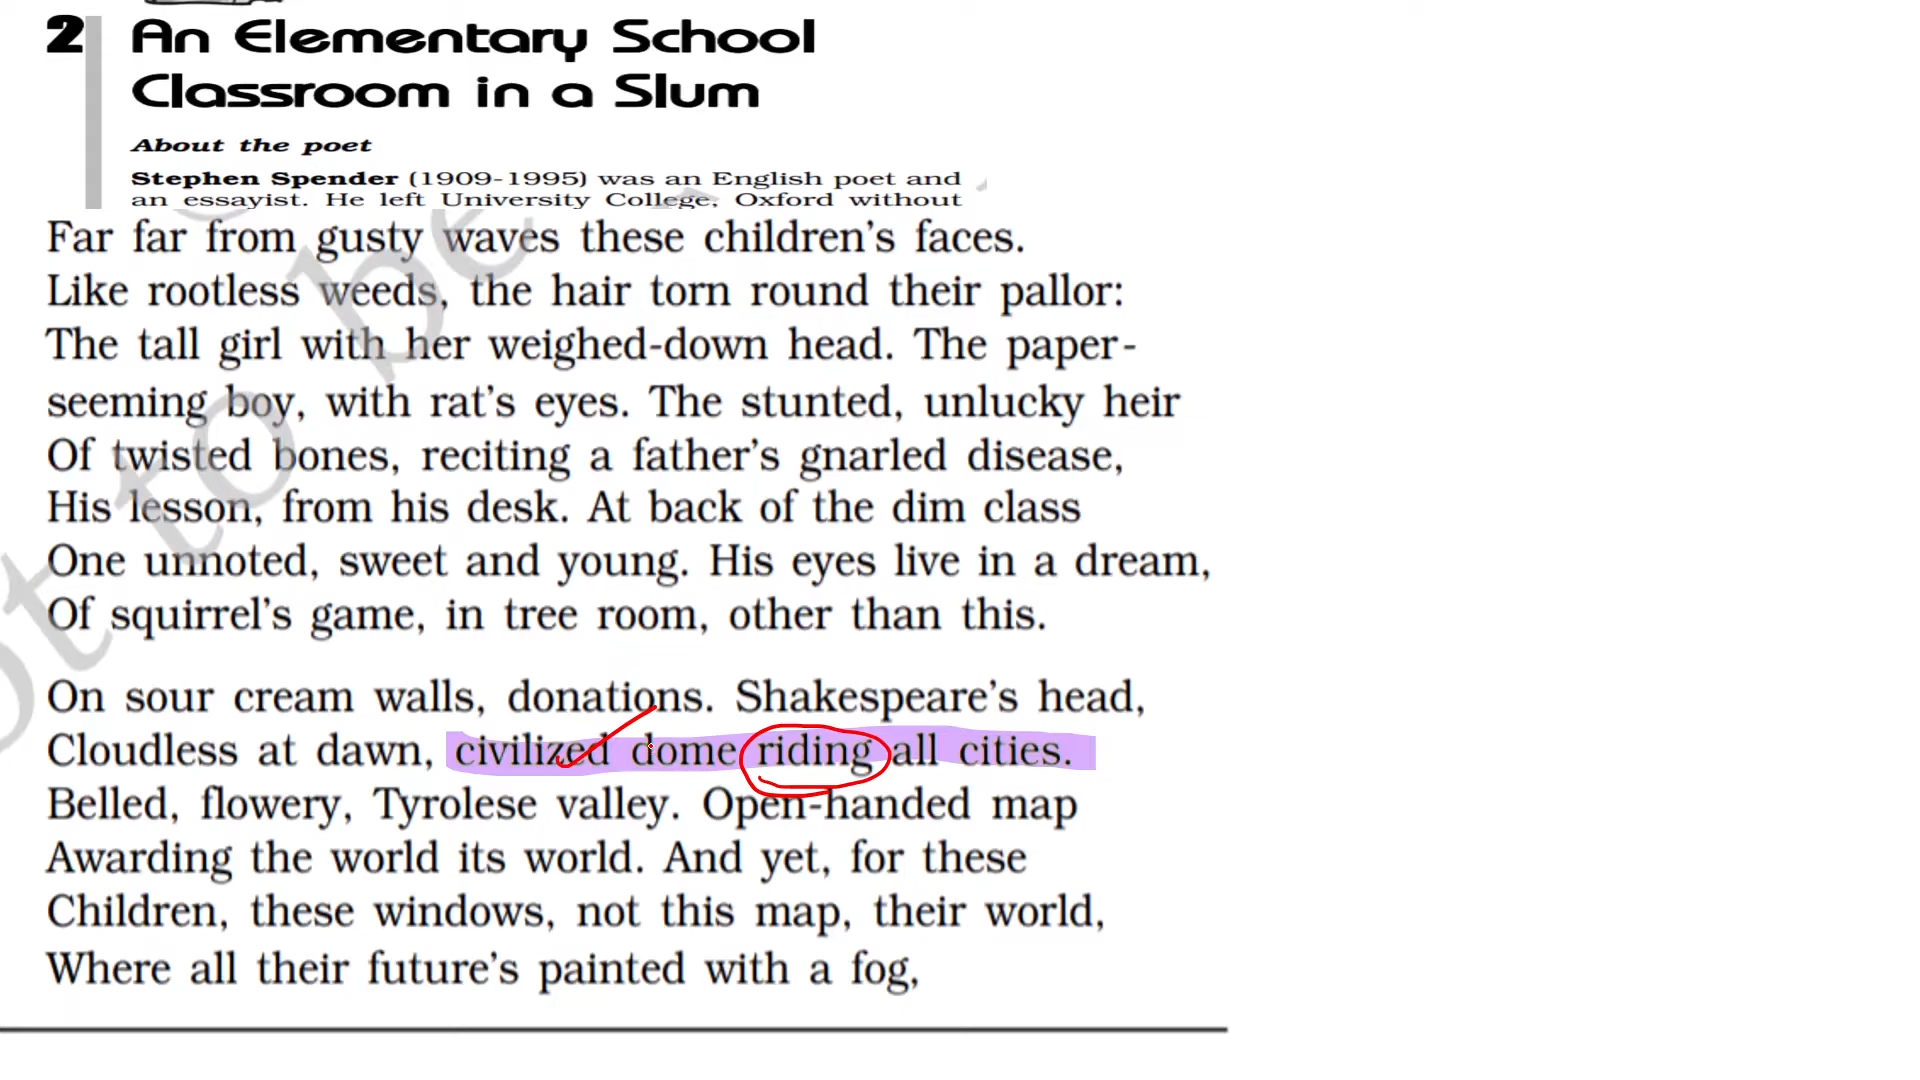 2 An Elementary School
Classroom in a Slum
About the poet
Stephen Spender (1909-1995) was an English poet and
an essayist. He left University College, Oxford without
Far far from gusty waves these children's faces.
Like rootless weeds, the hair torn round their pallor:
The tall girl with her weighed-down head. The paper-
seeming boy, with rat's eyes. The stunted, unlucky heir
Of twisted bones, reciting a father's gnarled disease,
His lesson, from his desk. At back of the dim class
One unnoted, sweet and young. His eyes live in a dream,
Of squirrel's game, in tree room, other than this.
On sour cream walls, donations. Shakespeare's head,
Cloudless at dawn, civilized dome riding all cities.
Belled, flowery, Tyrolese valley. Open-handed map
Awarding the world its world. And yet, for these
Children, these windows, not this map, their world,
Where all their future's painted with a fog,